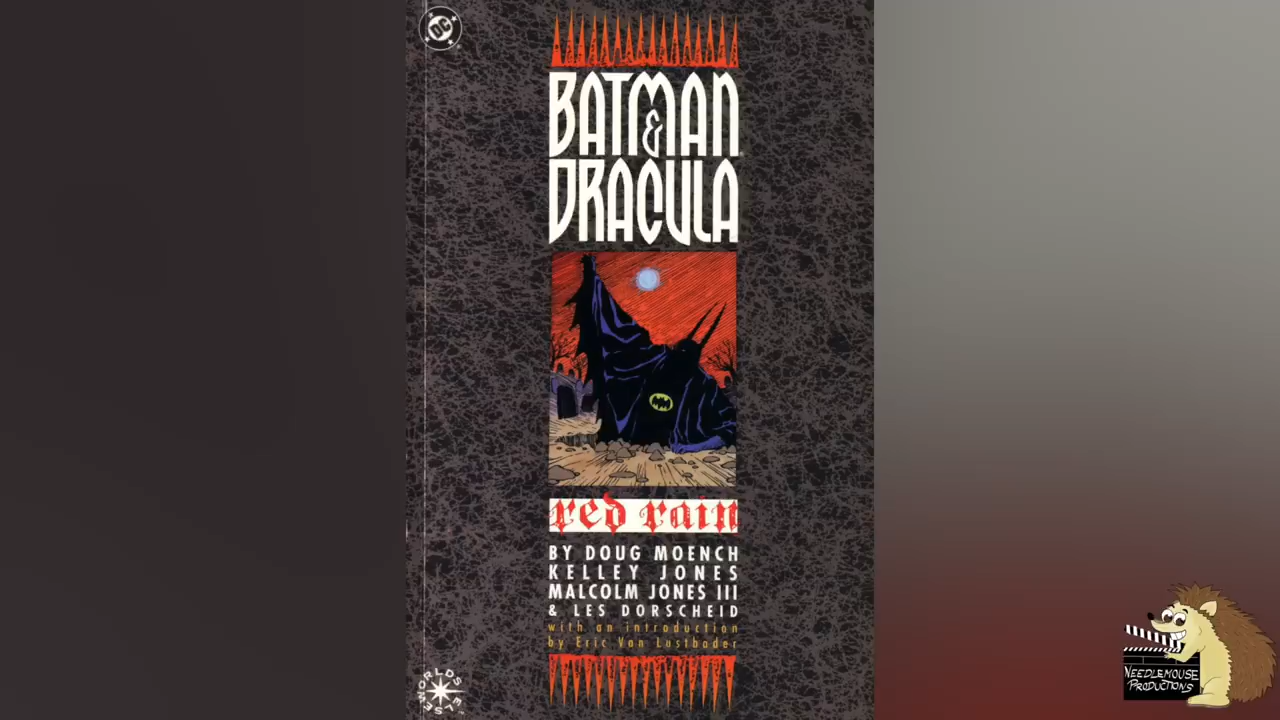 DC
BATMAN
&
DRACULA
red rain
BY DOUG MOENCH
KELLEY JONES
MALCOLM JONES III
& LES DORSCHEID
with an introduction
by Eric Van Lustbader
ELSEWORLDS
NEEDLEMOUSE
PRODUCTIONS